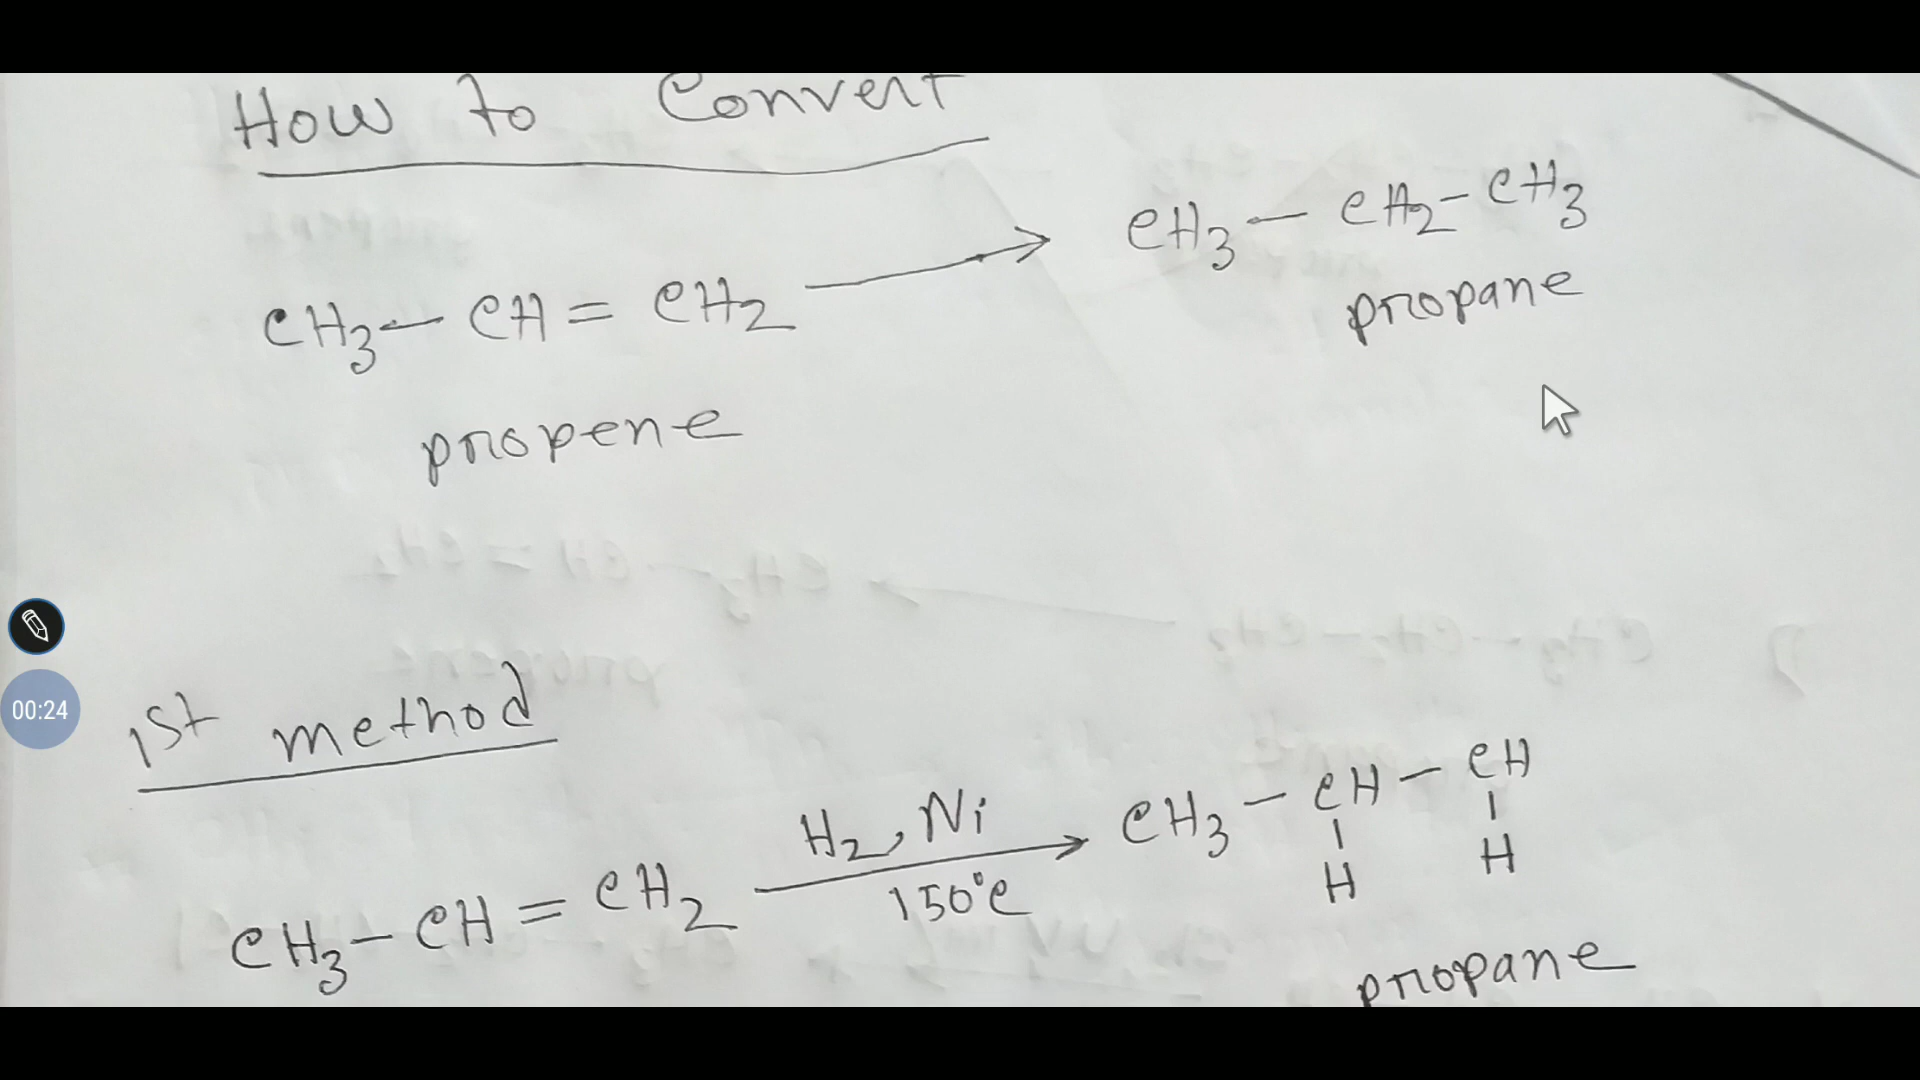 How to Convert
CH3 — CH = CH2 → CH3 — CH2 — CH3
propene propane
1st method
CH3 — CH = CH2 → CH3 — CH — CH
H2, Ni
150°C
H H
propane
00:24